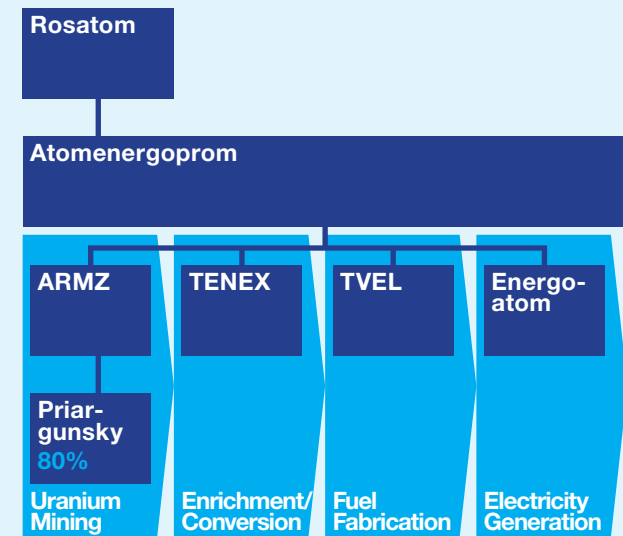 Rosatom
Atomenergoprom
ARMZ
TENEX
TVEL
Energo-
atom
Priar-
gunsky
80%
Uranium
Mining
Enrichment/
Conversion
Fuel
Fabrication
Electricity
Generation